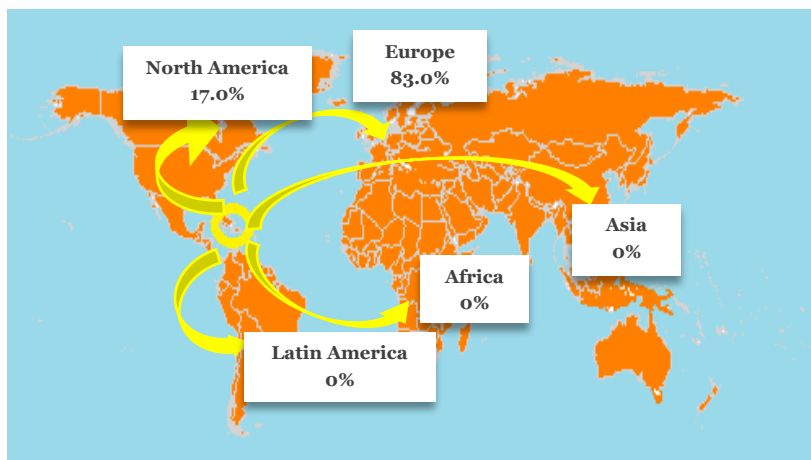 Europe
83.0%
North America
17.0%
Asia
0%
Africa
0%
Latin America
0%